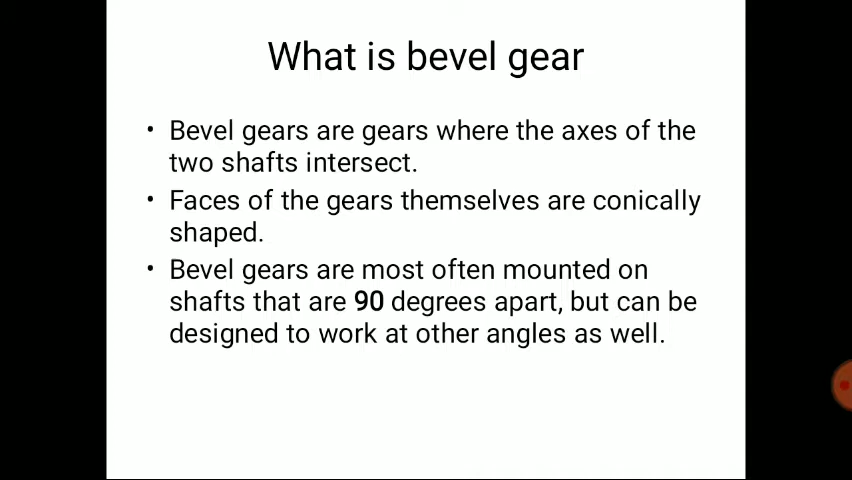 What is bevel gear
• Bevel gears are gears where the axes of the
two shafts intersect.
• Faces of the gears themselves are conically
shaped.
• Bevel gears are most often mounted on
shafts that are 90 degrees apart, but can be
designed to work at other angles as well.